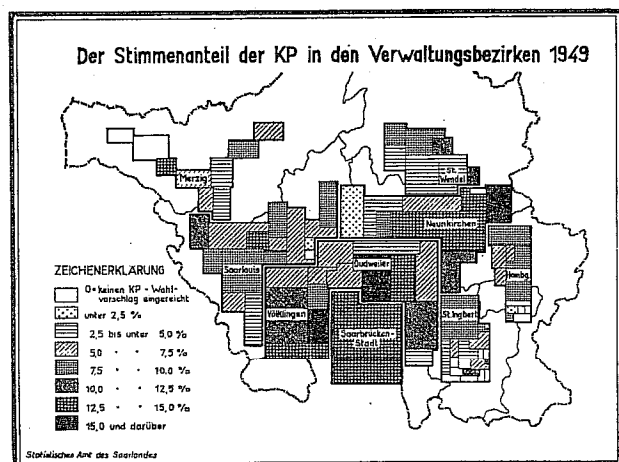 Der Stimmenanteil der KP in den Verwaltungsbezirken 1949
St. Wendel
Merzig
Neunkirchen
Saarlouis
Dudweiler
Hombg.
Völklingen
Saarbrücken-Stadt
St.Ingbert
ZEICHENERKLÄRUNG
0=keinen KP-Wahl-
vorschlag eingereicht
unter 2,5 %
2,5 bis unter 5,0 %
5,0 " " 7,5 %
7,5 " " 10,0 %
10,0 " " 12,5 %
12,5 " " 15,0 %
15,0 und darüber
Statistisches Amt des Saarlandes